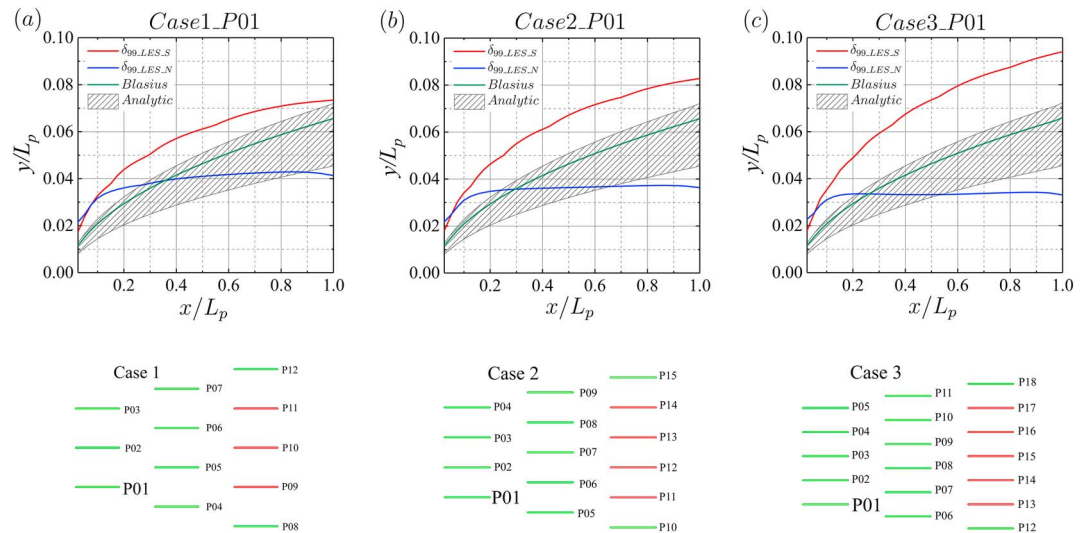 (a) Case1_P01
δ99_LES_S
δ99_LES_N
Blasius
Analytic
0.10
0.08
0.06
0.04
0.02
0.00
y/Lp
0.2 0.4 0.6 0.8 1.0
x/Lp
(b) Case2_P01
δ99_LES_S
δ99_LES_N
Blasius
Analytic
0.10
0.08
0.06
0.04
0.02
0.00
y/Lp
0.2 0.4 0.6 0.8 1.0
x/Lp
(c) Case3_P01
δ99_LES_S
δ99_LES_N
Blasius
Analytic
0.10
0.08
0.06
0.04
0.02
0.00
y/Lp
0.2 0.4 0.6 0.8 1.0
x/Lp
Case 1
P03
P02
P01
P07
P06
P05
P04
P12
P11
P10
P09
P08
Case 2
P04
P03
P02
P01
P09
P08
P07
P06
P05
P15
P14
P13
P12
P11
P10
Case 3
P05
P04
P03
P02
P01
P11
P10
P09
P08
P07
P06
P18
P17
P16
P15
P14
P13
P12